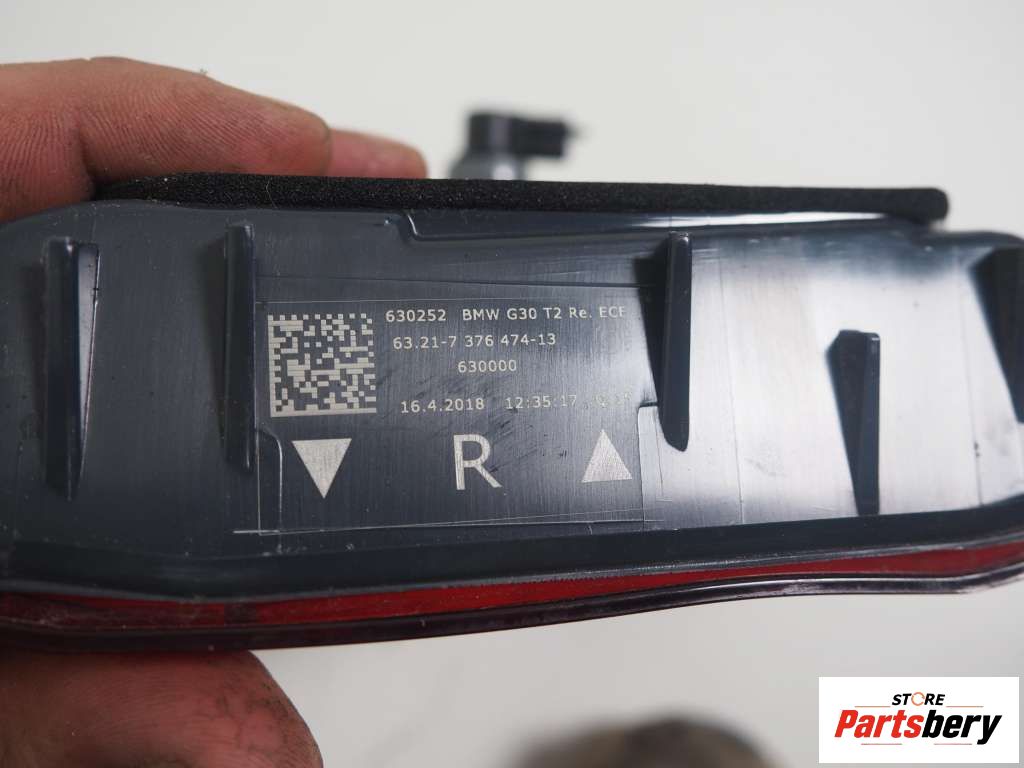 630252 BMW G30 T2 Re. ECE
63.21-7 376 474-13
630000
16.4.2018 12:35:17
R
STORE
Partsbery